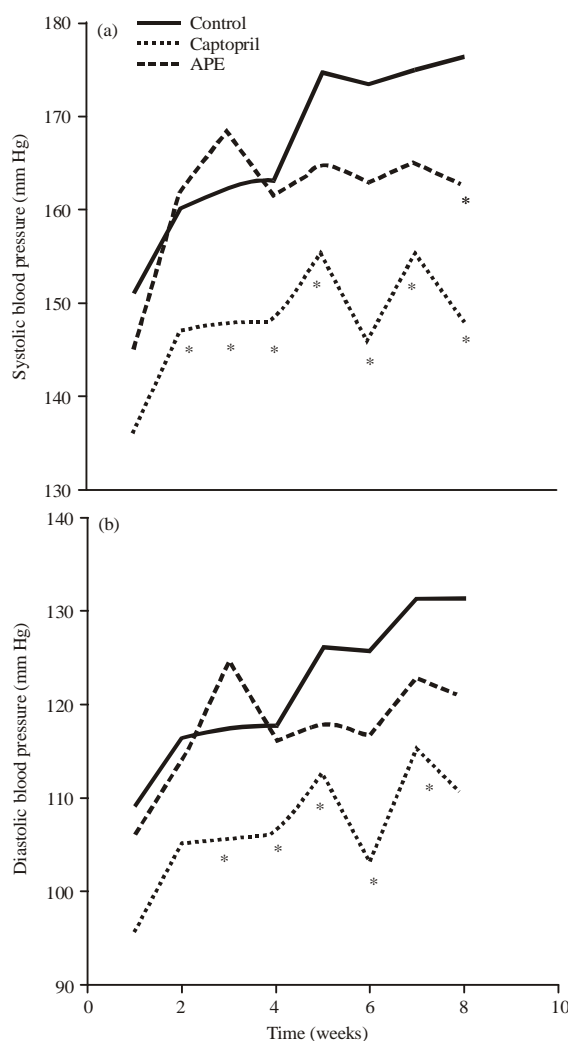 (a)
Control
Captopril
APE
Systolic blood pressure (mm Hg)
180
170
160
150
140
130
*
*
*
*
*
*
*
*
(b)
Diastolic blood pressure (mm Hg)
140
130
120
110
100
90
*
*
*
*
*
0 2 4 6 8 10
Time (weeks)